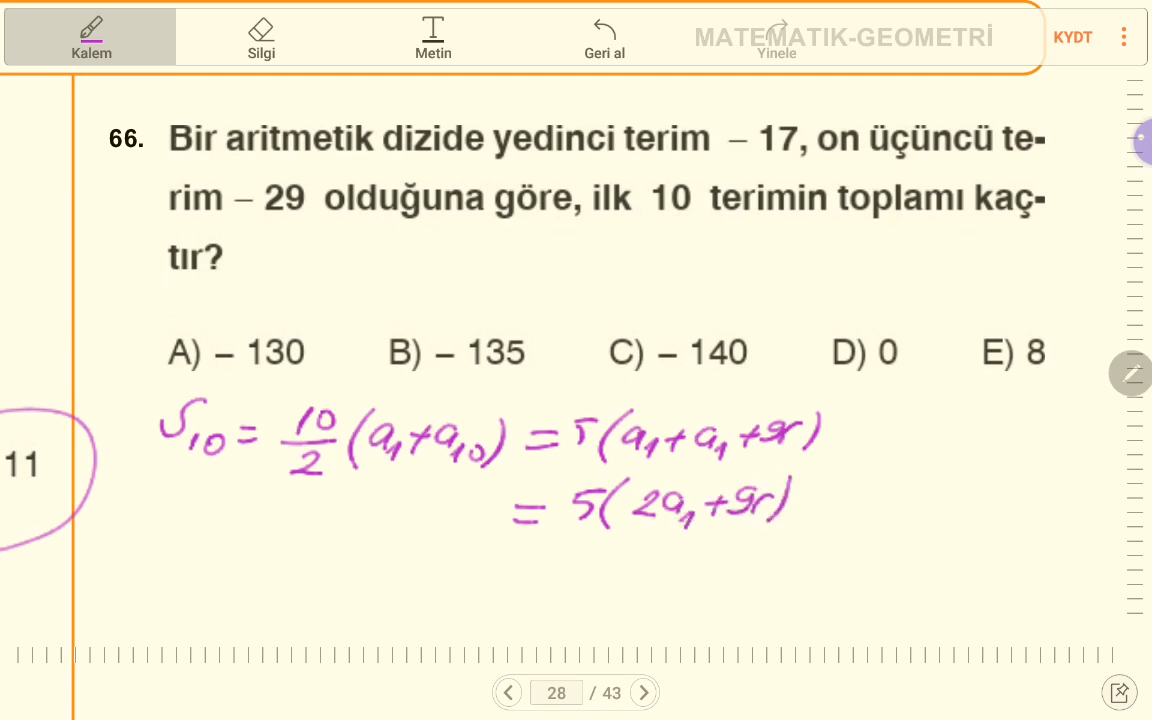 Kalem Silgi Metin Geri al Yinele MATEMATIK-GEOMETRİ KYDT
66. Bir aritmetik dizide yedinci terim – 17, on üçüncü te-
rim – 29 olduğuna göre, ilk 10 terimin toplamı kaç-
tır?
A) – 130 B) – 135 C) – 140 D) 0 E) 8
S₁₀ = 10/2 (a₁+a₁₀) = 5(a₁+a₁+9r)
11
= 5(2a₁+9r)
28 / 43